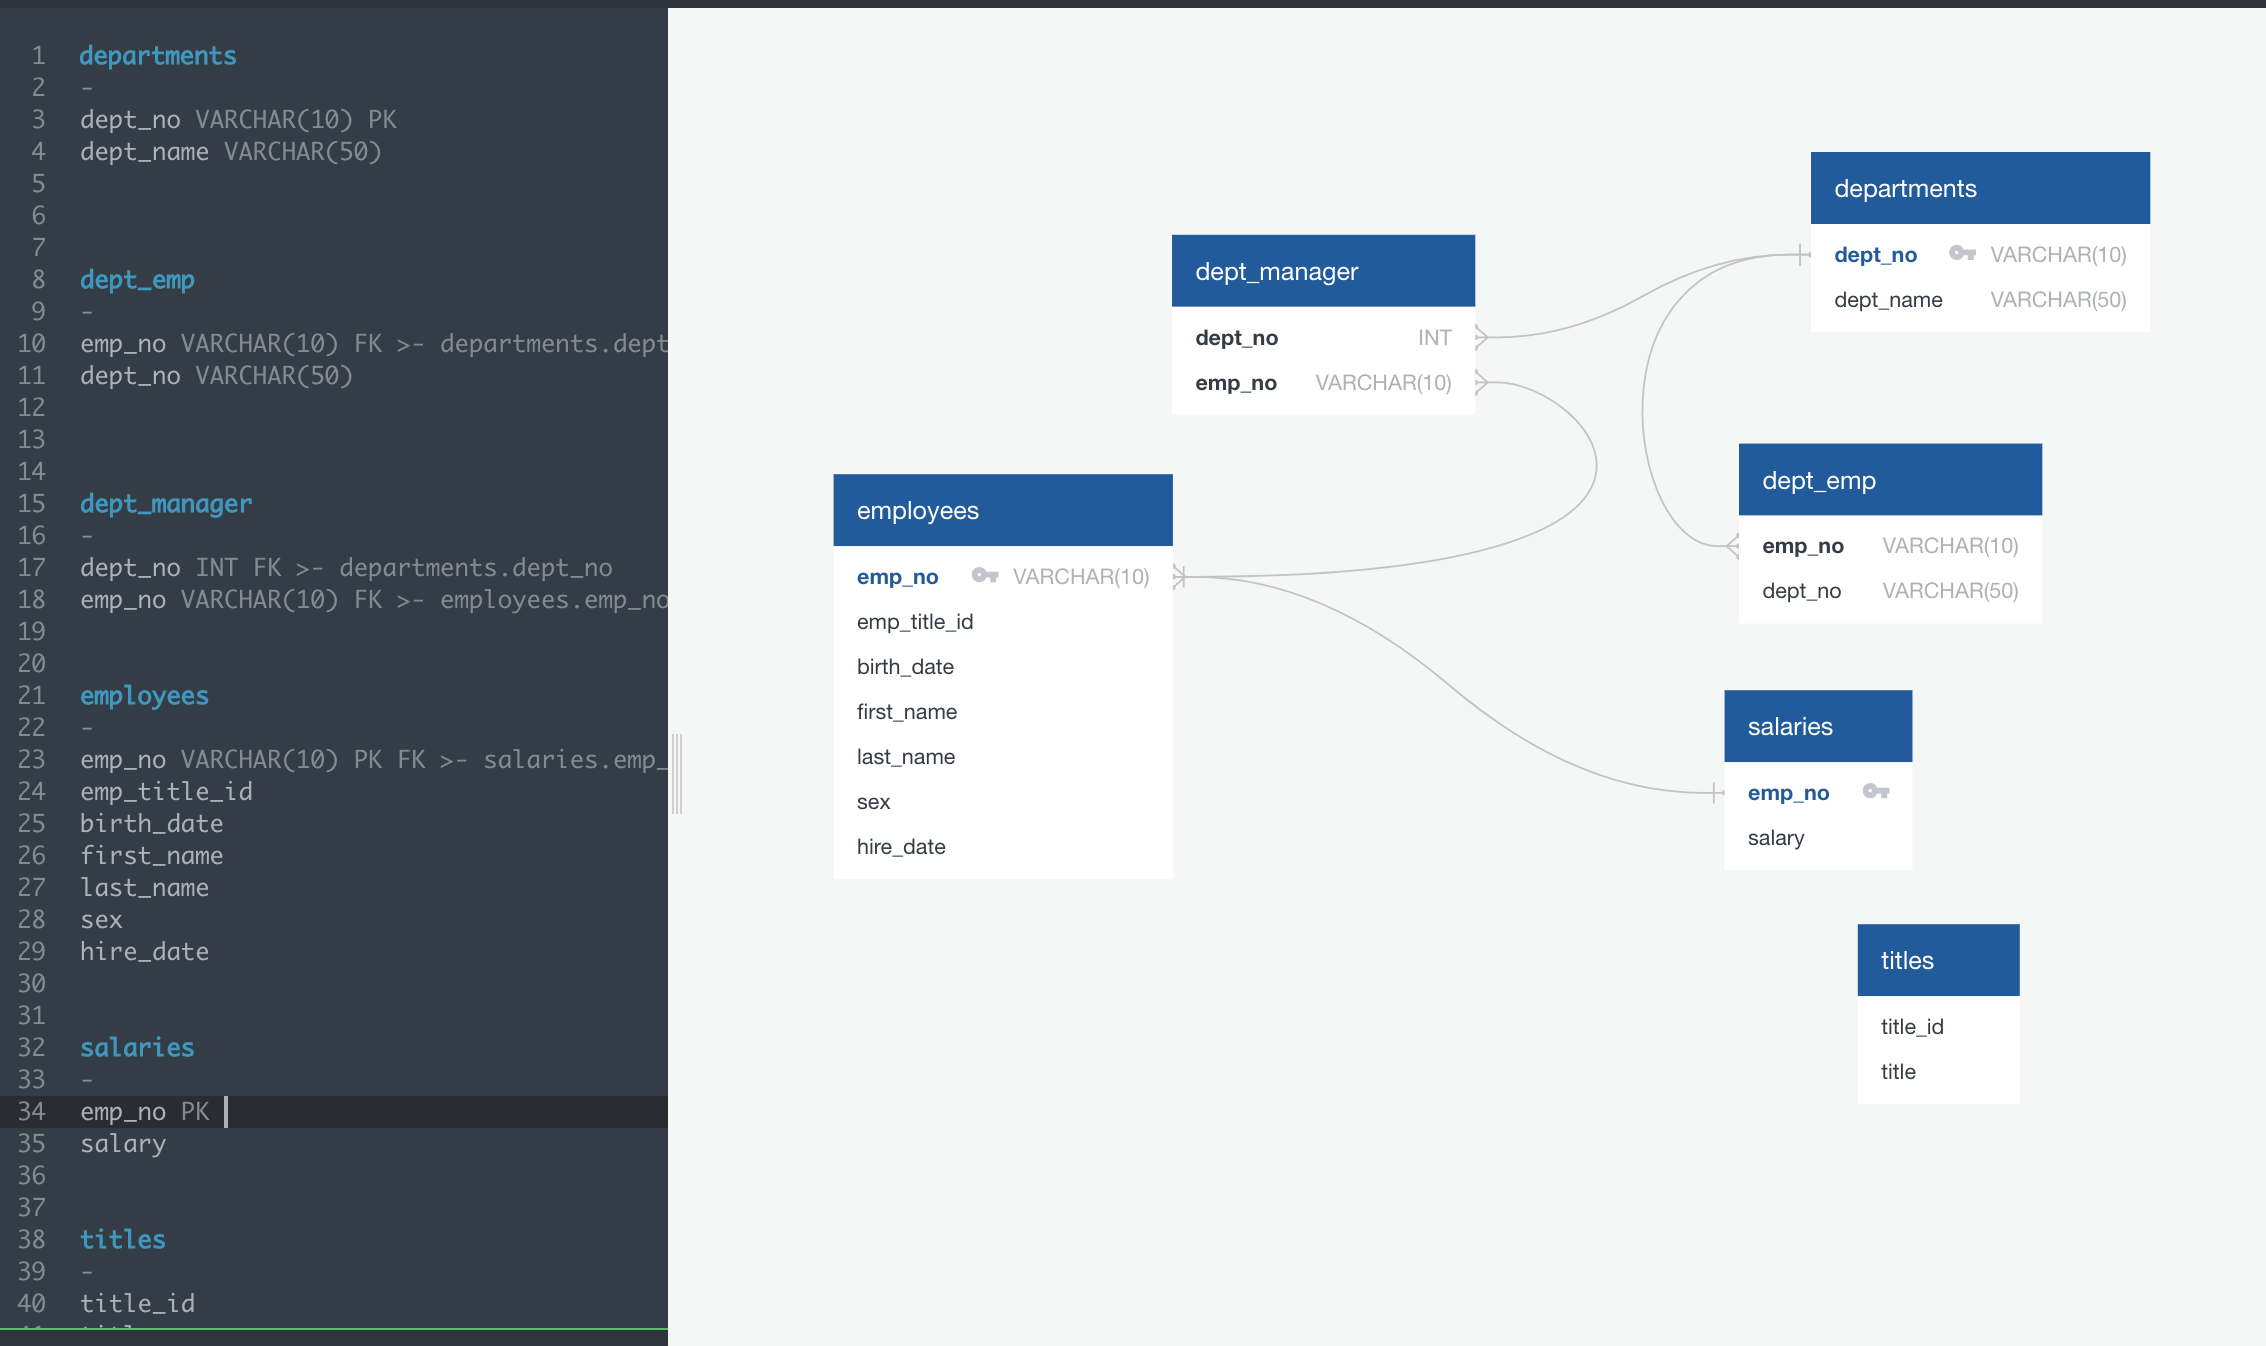 1 departments
2 -
3 dept_no VARCHAR(10) PK
4 dept_name VARCHAR(50)
5
6
7
8 dept_emp
9 -
10 emp_no VARCHAR(10) FK >- departments.dept
11 dept_no VARCHAR(50)
12
13
14
15 dept_manager
16 -
17 dept_no INT FK >- departments.dept_no
18 emp_no VARCHAR(10) FK >- employees.emp_no
19
20
21 employees
22 -
23 emp_no VARCHAR(10) PK FK >- salaries.emp_
24 emp_title_id
25 birth_date
26 first_name
27 last_name
28 sex
29 hire_date
30
31
32 salaries
33 -
34 emp_no PK
35 salary
36
37
38 titles
39 -
40 title_id
departments
dept_no VARCHAR(10)
dept_name VARCHAR(50)
dept_manager
dept_no INT
emp_no VARCHAR(10)
dept_emp
emp_no VARCHAR(10)
dept_no VARCHAR(50)
employees
emp_no VARCHAR(10)
emp_title_id
birth_date
first_name
last_name
sex
hire_date
salaries
emp_no
salary
titles
title_id
title